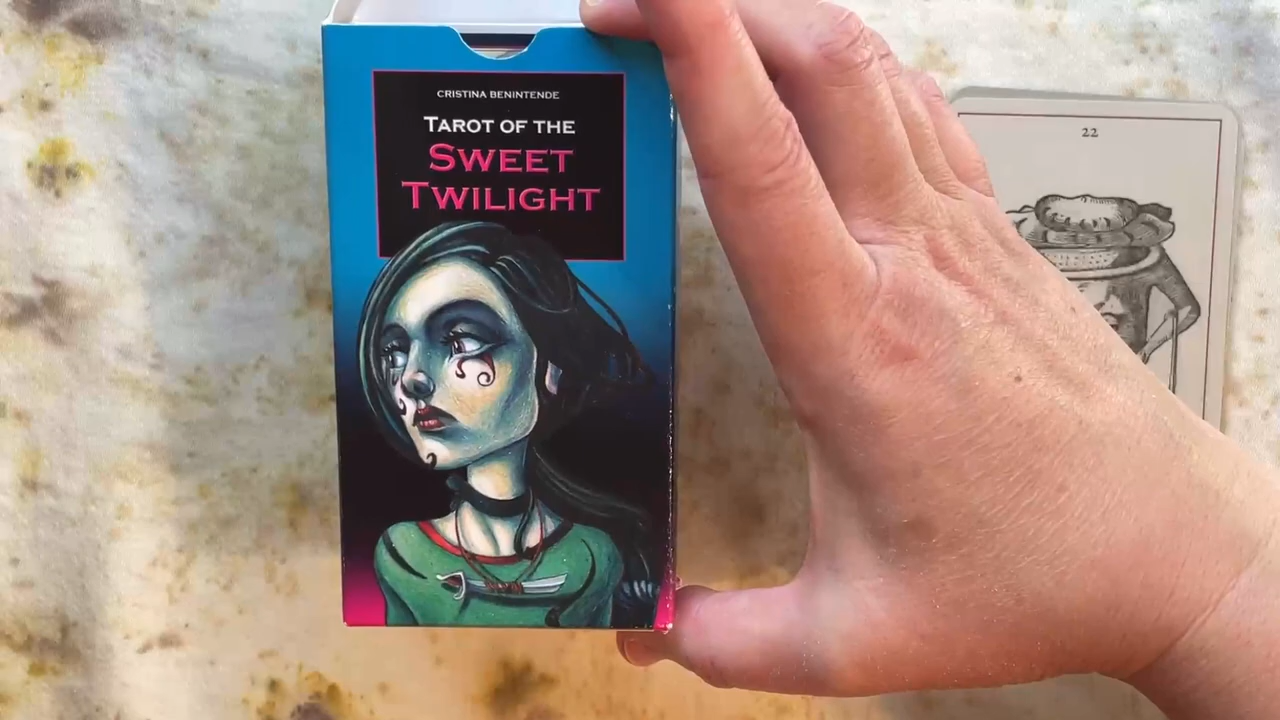 CRISTINA BENINTENDE
TAROT OF THE
SWEET
TWILIGHT
22